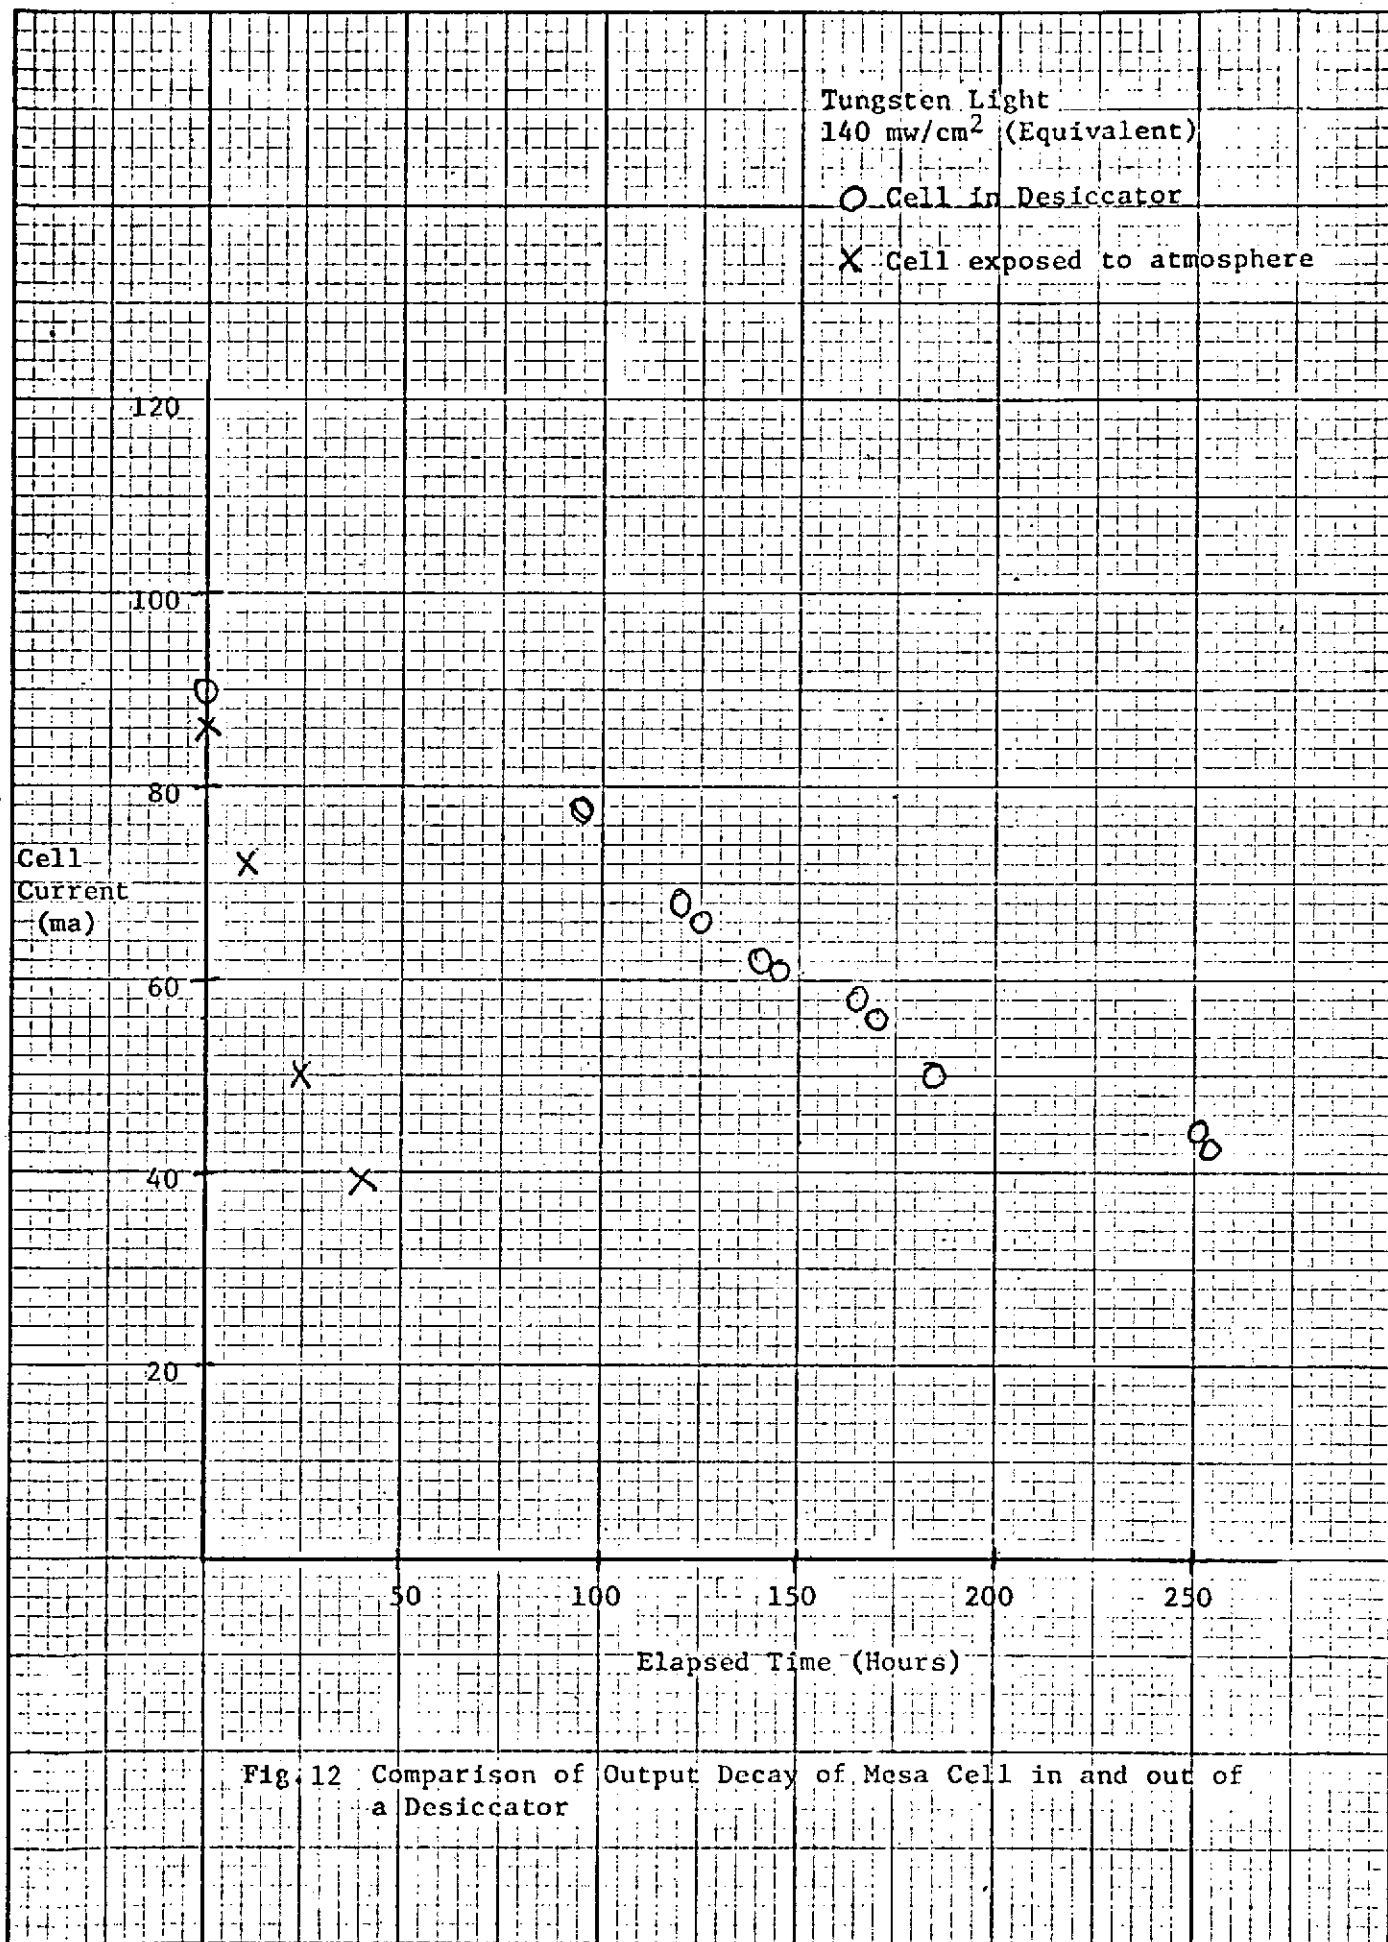 Tungsten Light
140 mw/cm² (Equivalent)
O Cell in Desiccator
X Cell exposed to atmosphere
120
100
80
Cell
Current
(ma)
60
40
20
50 100 150 200 250
Elapsed Time (Hours)
Fig.12 Comparison of Output Decay of Mesa Cell in and out of
a Desiccator